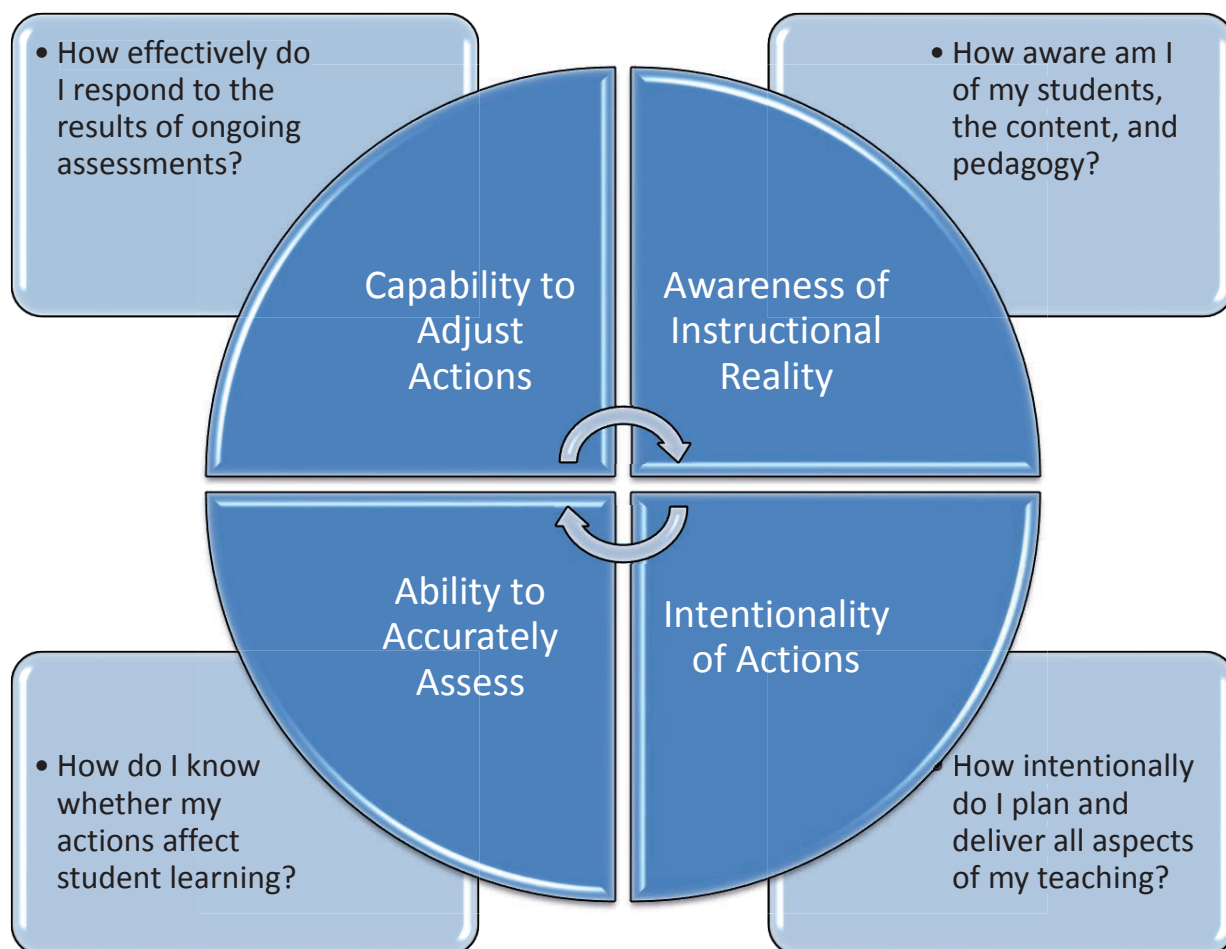 • How effectively do
I respond to the
results of ongoing
assessments?
• How aware am I
of my students,
the content, and
pedagogy?
Capability to
Adjust
Actions
Awareness of
Instructional
Reality
Ability to
Accurately
Assess
Intentionality
of Actions
• How do I know
whether my
actions affect
student learning?
• How intentionally
do I plan and
deliver all aspects
of my teaching?